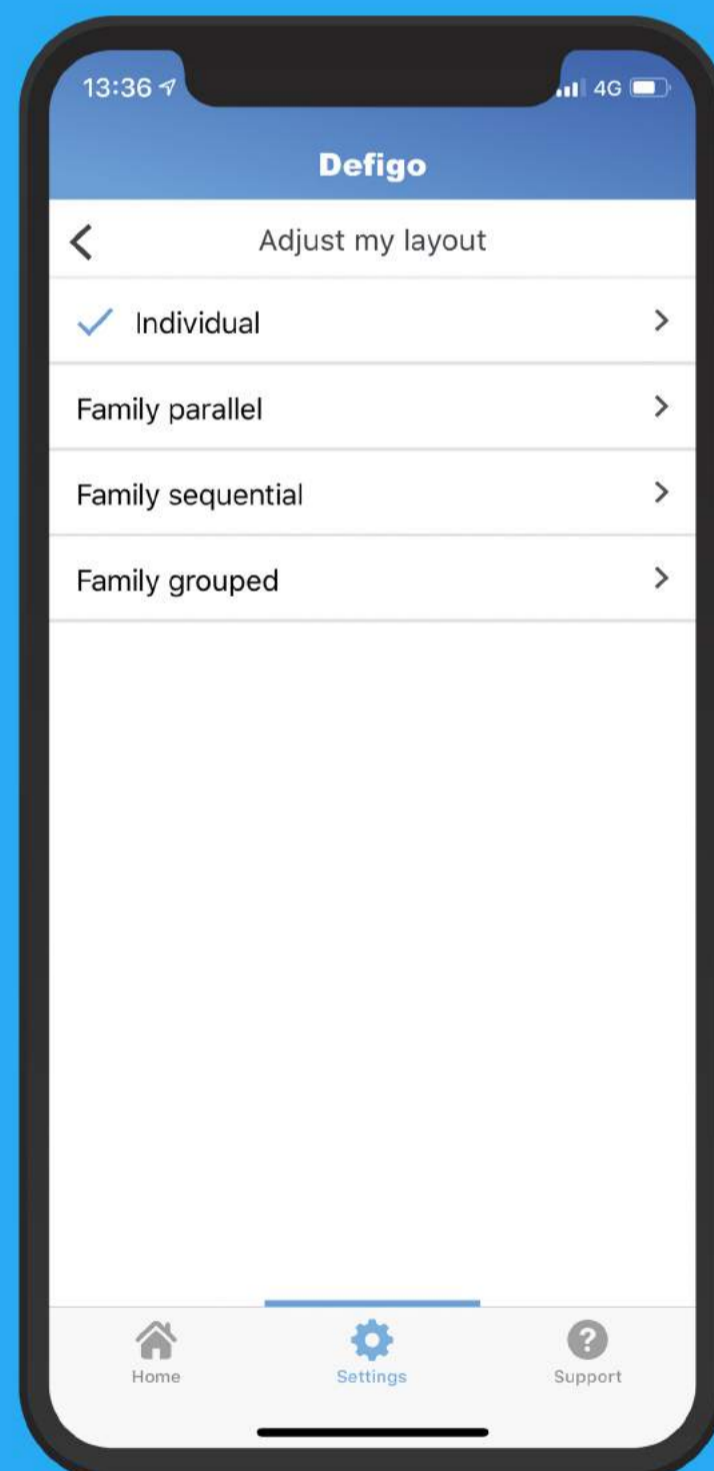 13:36
4G
Defigo
Adjust my layout
Individual
Family parallel
Family sequential
Family grouped
Home
Settings
Support